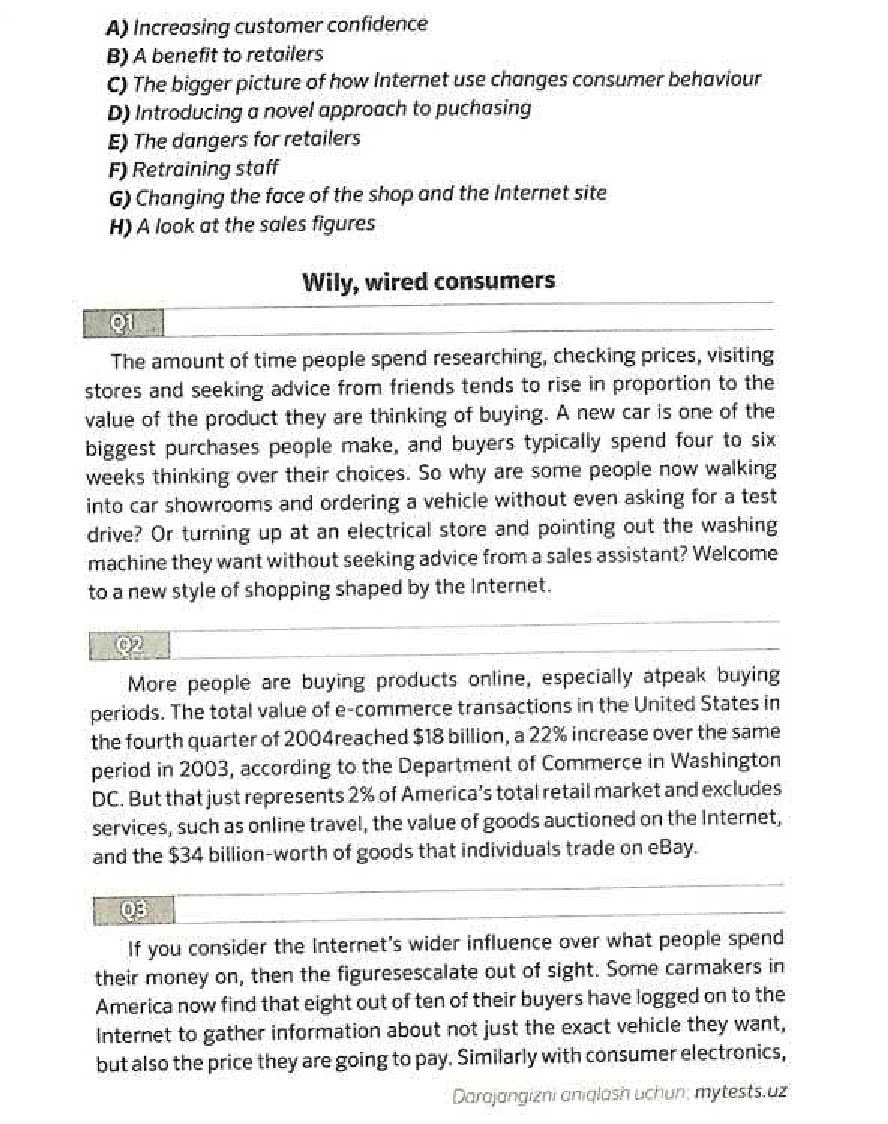 A) Increasing customer confidence
B) A benefit to retailers
C) The bigger picture of how Internet use changes consumer behaviour
D) Introducing a novel approach to puchasing
E) The dangers for retailers
F) Retraining staff
G) Changing the face of the shop and the Internet site
H) A look at the sales figures
Wily, wired consumers
Q1
The amount of time people spend researching, checking prices, visiting
stores and seeking advice from friends tends to rise in proportion to the
value of the product they are thinking of buying. A new car is one of the
biggest purchases people make, and buyers typically spend four to six
weeks thinking over their choices. So why are some people now walking
into car showrooms and ordering a vehicle without even asking for a test
drive? Or turning up at an electrical store and pointing out the washing
machine they want without seeking advice from a sales assistant? Welcome
to a new style of shopping shaped by the Internet.
Q2
More people are buying products online, especially atpeak buying
periods. The total value of e-commerce transactions in the United States in
the fourth quarter of 2004reached $18 billion, a 22% increase over the same
period in 2003, according to the Department of Commerce in Washington
DC. But that just represents 2% of America's total retail market and excludes
services, such as online travel, the value of goods auctioned on the Internet,
and the $34 billion-worth of goods that individuals trade on eBay.
Q3
If you consider the Internet's wider influence over what people spend
their money on, then the figuresescalate out of sight. Some carmakers in
America now find that eight out of ten of their buyers have logged on to the
Internet to gather information about not just the exact vehicle they want,
but also the price they are going to pay. Similarly with consumer electronics,
Darajangizni aniqlash uchun: mytests.uz